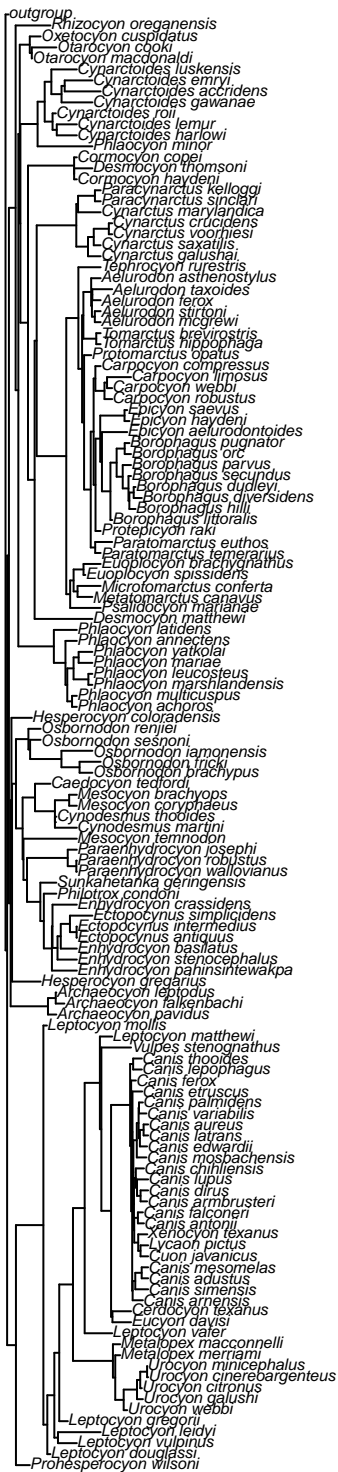 outgroup
Rhizocyon oreganensis
Oxetocyon cuspidatus
Otarocyon cooki
Otarocyon macdonaldi
Cynarctoides luskensis
Cynarctoides emryi
Cynarctoides accridens
Cynarctoides gawanae
Cynarctoides roii
Cynarctoides lemur
Cynarctoides harlowi
Phlaocyon minor
Cormocyon copei
Desmocyon thomsoni
Cormocyon haydeni
Paracynarctus kelloggi
Paracynarctus sinclari
Cynarctus marylandica
Cynarctus crucidens
Cynarctus voorhiesi
Cynarctus saxatilis
Cynarctus galushai
Tephrocyon rurestris
Aelurodon asthenostylus
Aelurodon taxoides
Aelurodon ferox
Aelurodon stirtoni
Aelurodon mcgrewi
Tomarctus brevirostris
Tomarctus hippophaga
Protomarctus opatus
Carpocyon compressus
Carpocyon limosus
Carpocyon webbi
Carpocyon robustus
Epicyon saevus
Epicyon haydeni
Epicyon aelurodontoides
Borophagus pugnator
Borophagus orc
Borophagus parvus
Borophagus secundus
Borophagus dudleyi
Borophagus diversidens
Borophagus hilli
Borophagus littoralis
Protepicyon raki
Paratomarctus euthos
Paratomarctus temerarius
Euoplocyon brachygnathus
Euoplocyon spissidens
Microtomarctus conferta
Metatomarctus canavus
Psalidocyon marianae
Desmocyon matthewi
Phlaocyon latidens
Phlaocyon annectens
Phlaocyon yatkolai
Phlaocyon mariae
Phlaocyon leucosteus
Phlaocyon marshlandensis
Phlaocyon multicuspus
Phlaocyon achoros
Hesperocyon coloradensis
Osbornodon renjiei
Osbornodon sesnoni
Osbornodon iamonensis
Osbornodon fricki
Osbornodon brachypus
Caedocyon tedfordi
Mesocyon brachyops
Mesocyon coryphaeus
Cynodesmus thooides
Cynodesmus martini
Mesocyon temnodon
Paraenhydrocyon josephi
Paraenhydrocyon robustus
Paraenhydrocyon wallovianus
Sunkahetanka geringensis
Philotrox condoni
Enhydrocyon crassidens
Ectopocynus simplicidens
Ectopocynus intermedius
Ectopocynus antiquus
Enhydrocyon basilatus
Enhydrocyon stenocephalus
Enhydrocyon pahinsintewakpa
Hesperocyon gregarius
Archaeocyon leptodus
Archaeocyon falkenbachi
Archaeocyon pavidus
Leptocyon mollis
Leptocyon matthewi
Vulpes stenognathus
Canis thooides
Canis lepophagus
Canis ferox
Canis etruscus
Canis palmidens
Canis variabilis
Canis aureus
Canis latrans
Canis edwardii
Canis mosbachensis
Canis chihliensis
Canis lupus
Canis dirus
Canis armbrusteri
Canis falconeri
Canis antonii
Xenocyon texanus
Lycaon pictus
Cuon javanicus
Canis mesomelas
Canis adustus
Canis simensis
Canis arnensis
Cerdocyon texanus
Eucyon davisi
Leptocyon vafer
Metalopex macconnelli
Metalopex merriami
Urocyon minicephalus
Urocyon cinereoargenteus
Urocyon citronus
Urocyon galushi
Urocyon webbi
Leptocyon gregorii
Leptocyon leidyi
Leptocyon vulpinus
Leptocyon douglassi
Prohesperocyon wilsoni